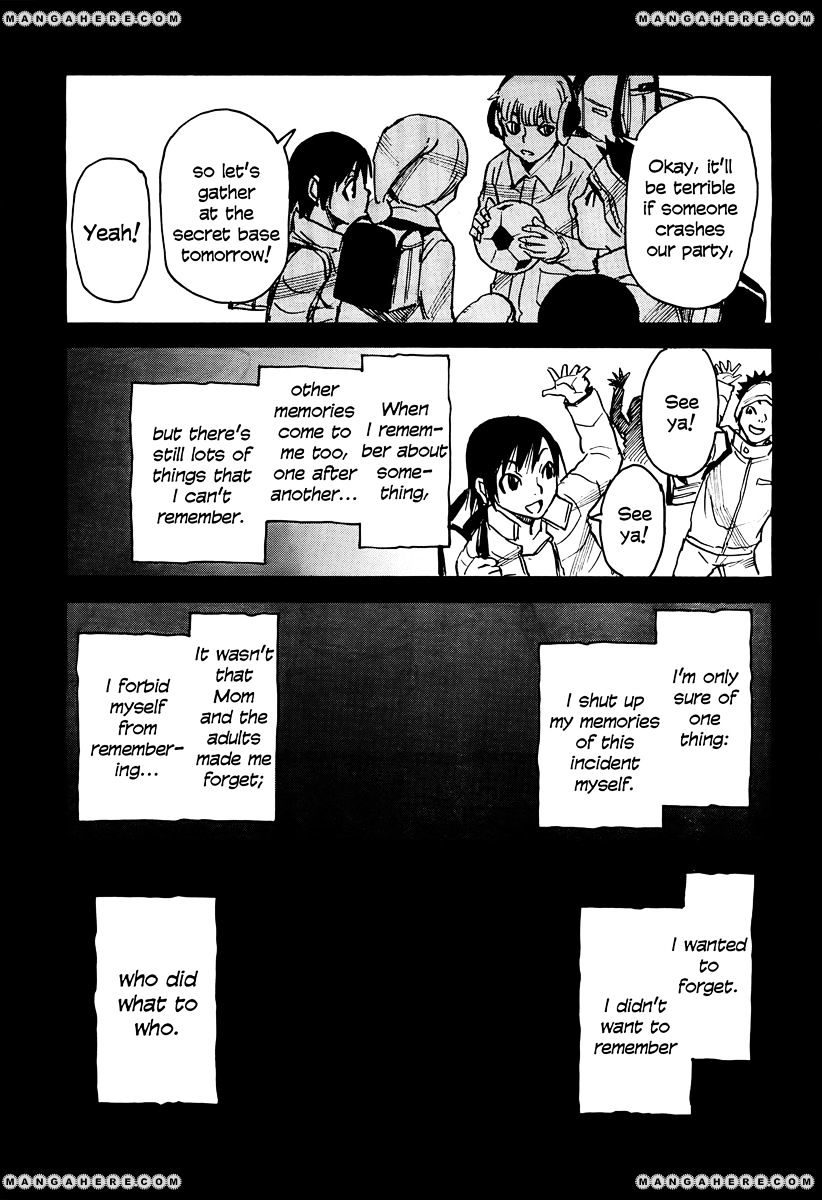 MANGAHERE.COM
MANGAHERE.COM
Okay, it'll
be terrible
if someone
crashes
our party,
so let's
gather
at the
secret base
tomorrow!
Yeah!
See
ya!
See
ya!
When
I remem-
ber about
some-
thing,
other
memories
come to
me too,
one after
another...
but there's
still lots of
things that
I can't
remember.
I'm only
sure of
one
thing:
I shut up
my memories
of this
incident
myself.
It wasn't
that
Mom
and the
adults
made me
forget;
I forbid
myself
from
remember-
ing...
I wanted
to
forget.
I didn't
want to
remember
who did
what to
who.
MANGAHERE.COM
MANGAHERE.COM